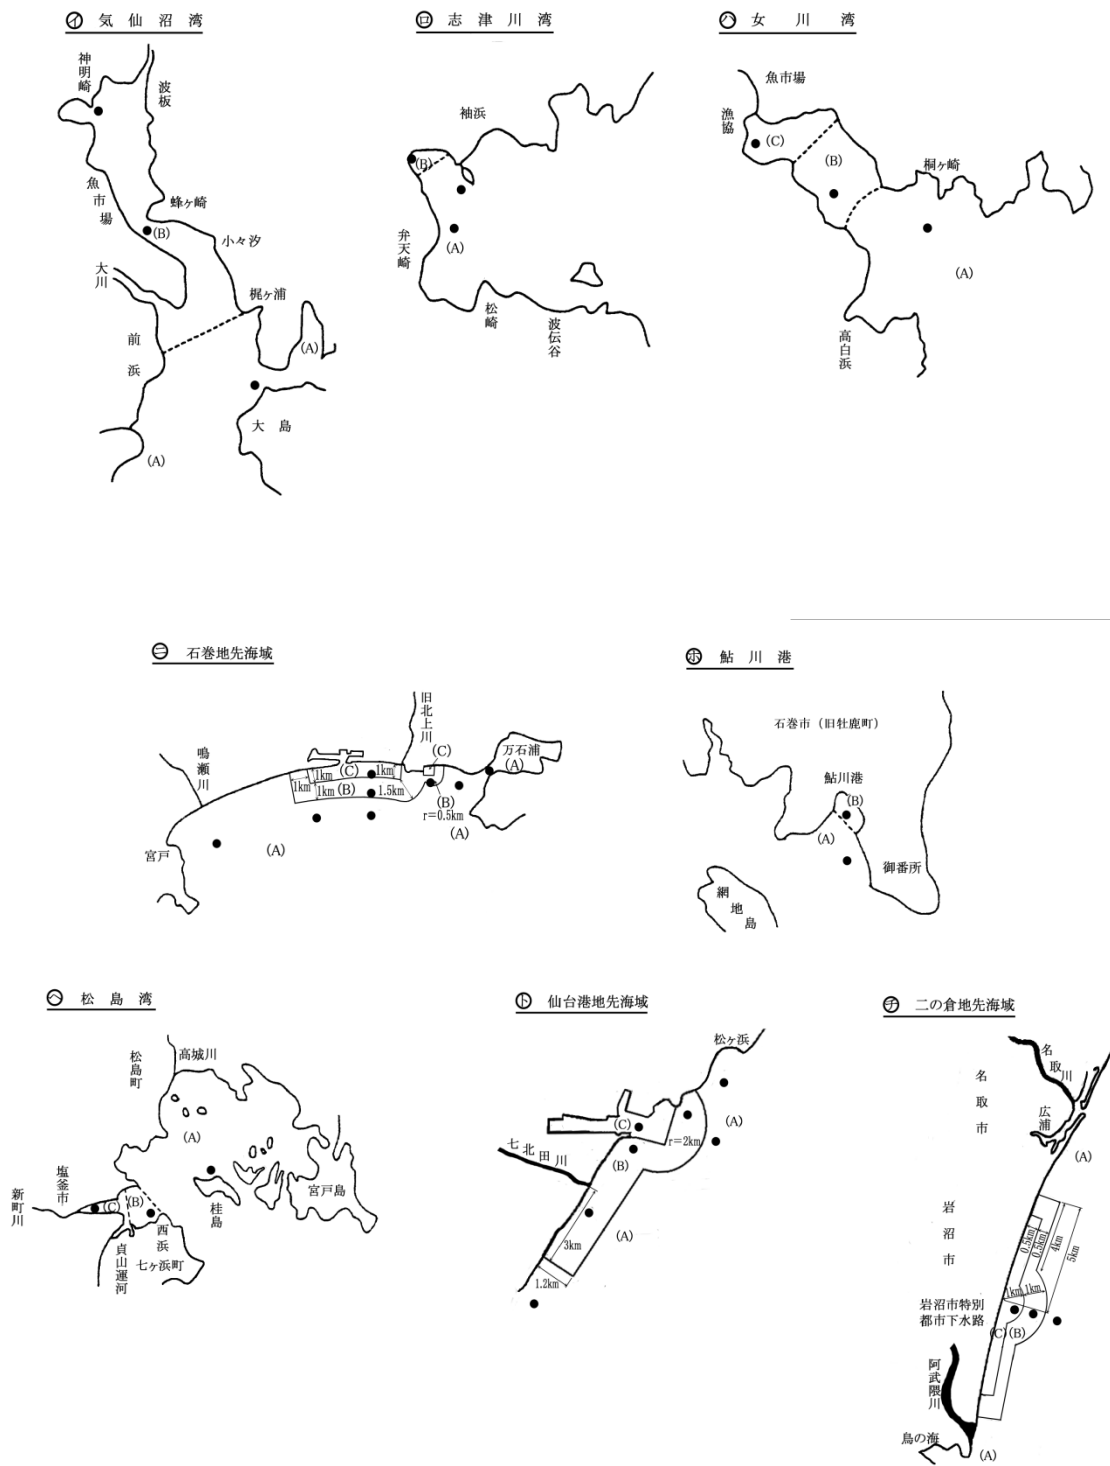 イ 気仙沼湾
神明崎
波板
魚市場
蜂ヶ崎
(B)
小々汐
大川
梶ヶ浦
前浜
(A)
大島
(A)
ロ 志津川湾
袖浜
(B)
弁天崎
(A)
松崎
波伝谷
ハ 女川湾
魚市場
漁協
(C)
(B)
桐ヶ崎
(A)
高白浜
ニ 石巻地先海域
旧北上川
鳴瀬川
万石浦
(A)
(C)
1km
(C)
1km
1km
1km
(B)
1.5km
(B)
r=0.5km
(A)
(A)
宮戸
ホ 鮎川港
石巻市（旧牡鹿町）
鮎川港
(B)
(A)
御番所
網地島
ヘ 松島湾
松島町
高城川
(A)
塩釜市
新町川
(C)
(B)
西浜
桂島
宮戸島
貞山運河
七ヶ浜町
ト 仙台港地先海域
松ヶ浜
(C)
(A)
r=2km
七北田川
(B)
(A)
3km
1.2km
チ 二の倉地先海域
名取川
名取市
広浦
(A)
岩沼市
0.5km
0.5km
4km
5km
1km
1km
岩沼市特別
都市下水路
(C)
(B)
阿武隈川
鳥の海
(A)